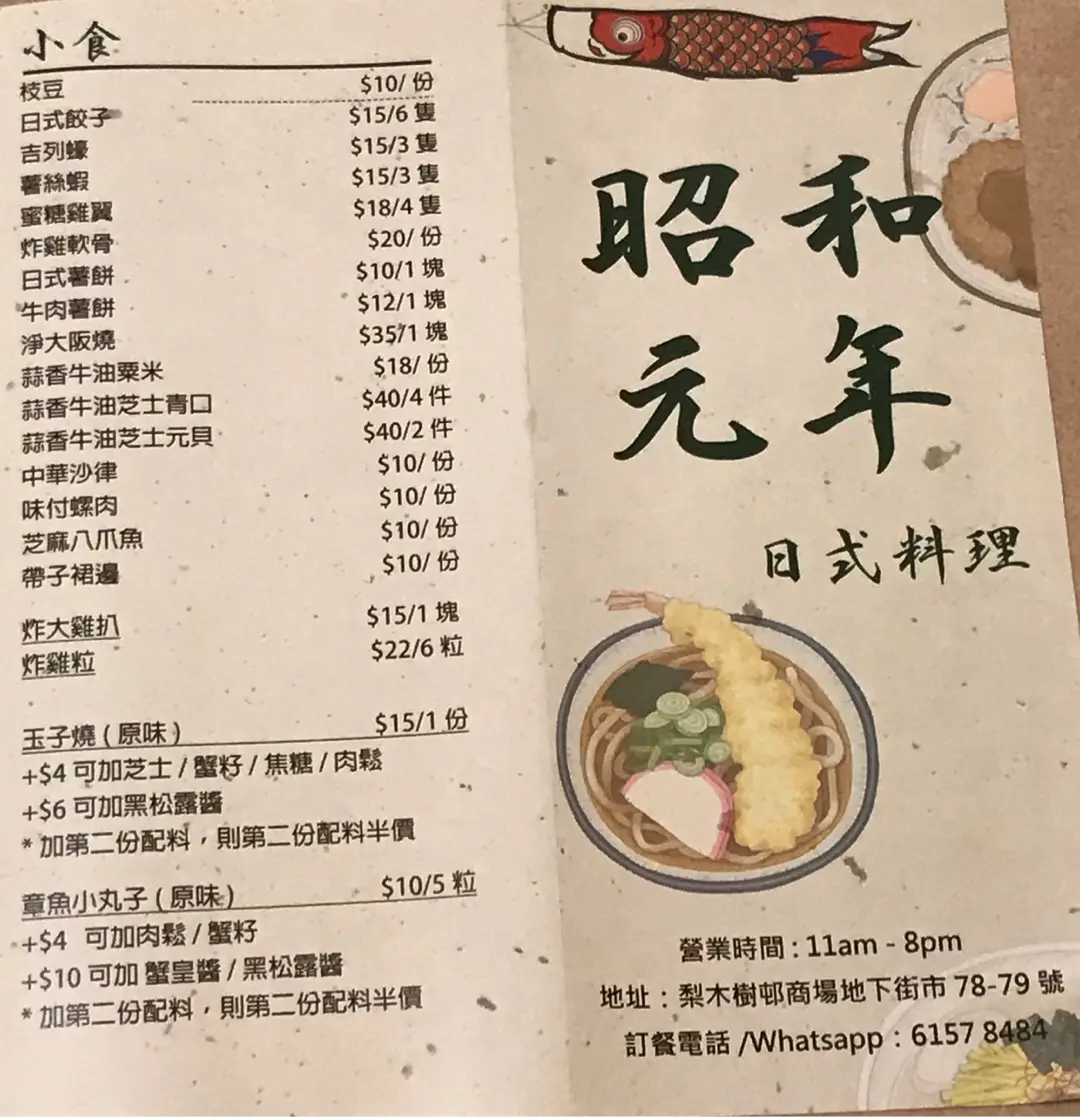 小食
枝豆 $10/ 份
日式餃子 $15/6 隻
吉列蠔 $15/3 隻
薯絲蝦 $15/3 隻
蜜糖雞翼 $18/4 隻
炸雞軟骨 $20/ 份
日式薯餅 $10/1 塊
牛肉薯餅 $12/1 塊
淨大阪燒 $35/1 塊
蒜香牛油粟米 $18/ 份
蒜香牛油芝士青口 $40/4 件
蒜香牛油芝士元貝 $40/2 件
中華沙律 $10/ 份
味付螺肉 $10/ 份
芝麻八爪魚 $10/ 份
帶子裙邊 $10/ 份
炸大雞扒 $15/1 塊
炸雞粒 $22/6 粒
玉子燒 ( 原味 ) $15/1 份
+$4 可加芝士 / 蟹籽 / 焦糖 / 肉鬆
+$6 可加黑松露醬
* 加第二份配料，則第二份配料半價
章魚小丸子 ( 原味 ) $10/5 粒
+$4 可加肉鬆 / 蟹籽
+$10 可加 蟹皇醬 / 黑松露醬
* 加第二份配料，則第二份配料半價
昭和
元年
日式料理
營業時間 : 11am - 8pm
地址：梨木樹邨商場地下街市 78-79 號
訂餐電話 /Whatsapp：6157 8484